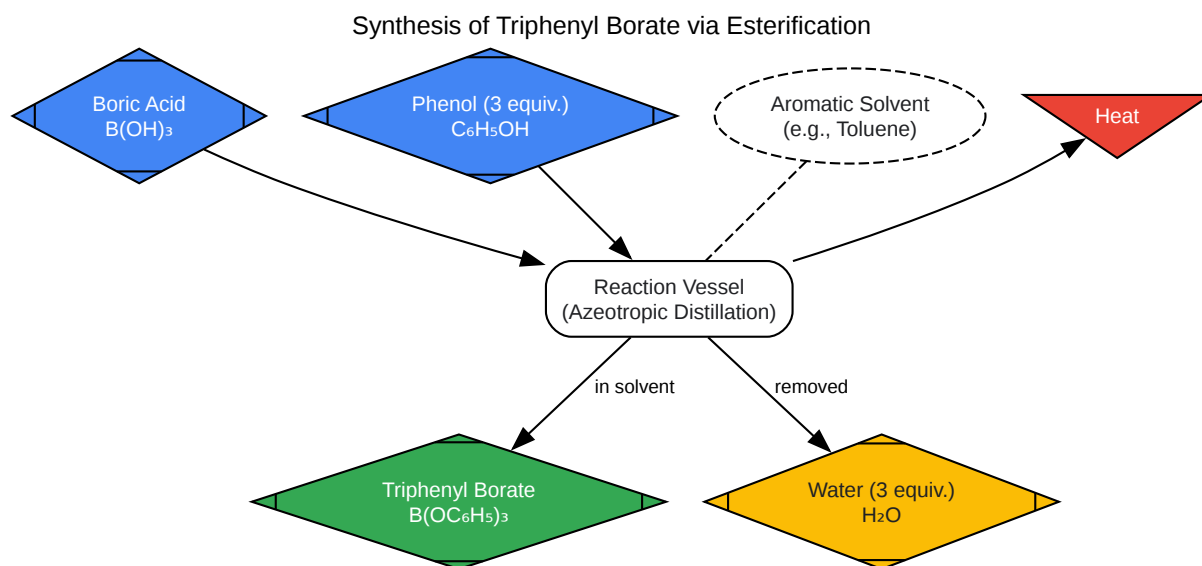 Synthesis of Triphenyl Borate via Esterification
Boric Acid
B(OH)₃
Phenol (3 equiv.)
C₆H₅OH
Aromatic Solvent
(e.g., Toluene)
Heat
Reaction Vessel
(Azeotropic Distillation)
in solvent
removed
Triphenyl Borate
B(OC₆H₅)₃
Water (3 equiv.)
H₂O